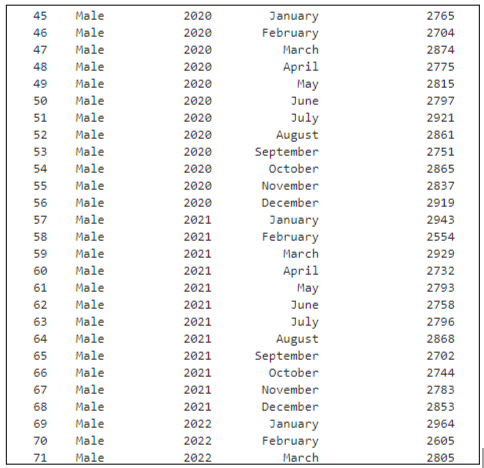 45 Male 2020 January 2765
46 Male 2020 February 2704
47 Male 2020 March 2874
48 Male 2020 April 2775
49 Male 2020 May 2815
50 Male 2020 June 2797
51 Male 2020 July 2921
52 Male 2020 August 2861
53 Male 2020 September 2751
54 Male 2020 October 2865
55 Male 2020 November 2837
56 Male 2020 December 2919
57 Male 2021 January 2943
58 Male 2021 February 2554
59 Male 2021 March 2929
60 Male 2021 April 2732
61 Male 2021 May 2793
62 Male 2021 June 2758
63 Male 2021 July 2796
64 Male 2021 August 2868
65 Male 2021 September 2702
66 Male 2021 October 2744
67 Male 2021 November 2783
68 Male 2021 December 2853
69 Male 2022 January 2964
70 Male 2022 February 2605
71 Male 2022 March 2805